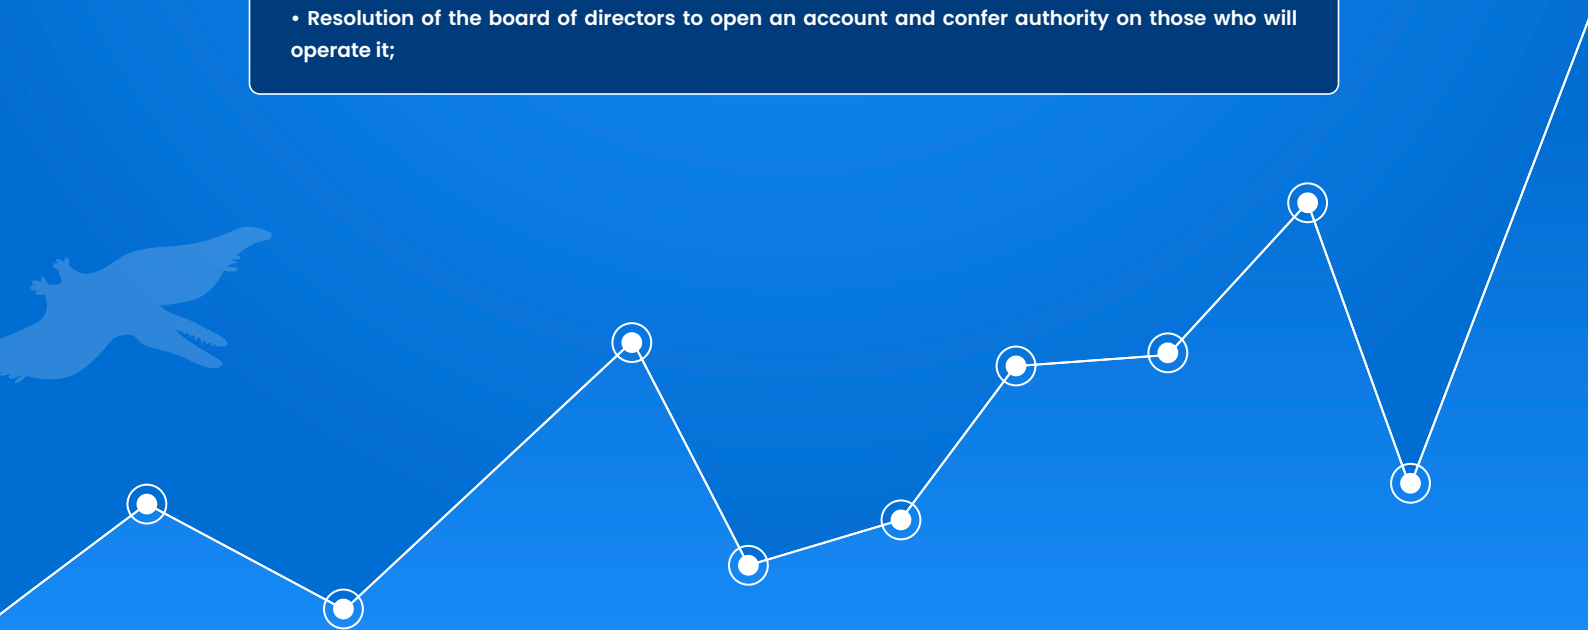 • Resolution of the board of directors to open an account and confer authority on those who will
operate it;